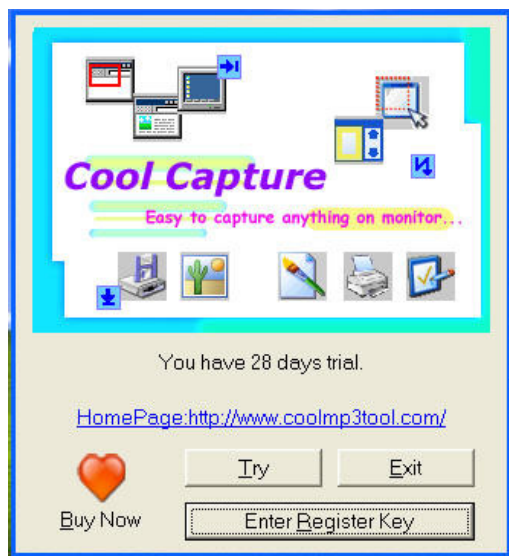 Cool Capture
Easy to capture anything on monitor...
You have 28 days trial.
HomePage:http://www.coolmp3tool.com/
Try
Exit
Buy Now
Enter Register Key